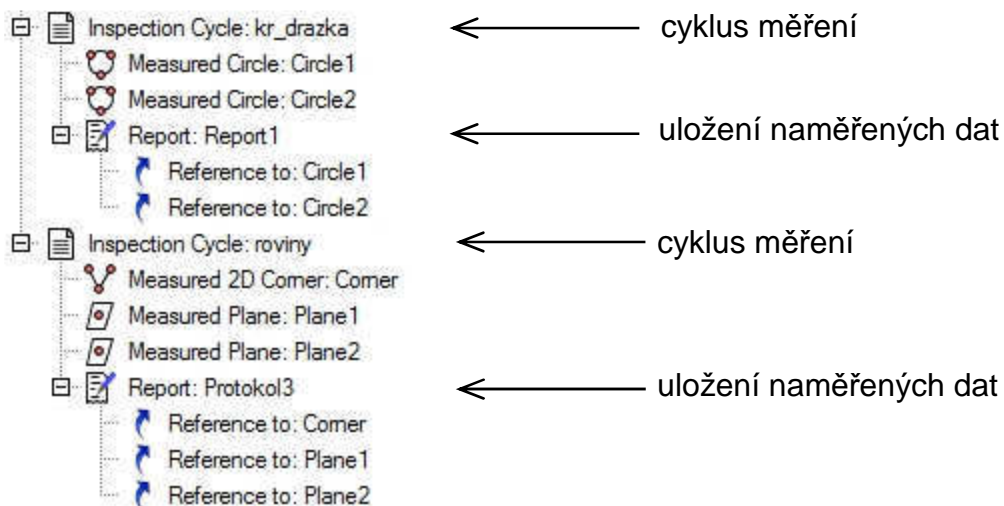 Inspection Cycle: kr_drazka cyklus měření
Measured Circle: Circle1
Measured Circle: Circle2
Report: Report1 uložení naměřených dat
Reference to: Circle1
Reference to: Circle2
Inspection Cycle: roviny cyklus měření
Measured 2D Corner: Corner
Measured Plane: Plane1
Measured Plane: Plane2
Report: Protokol3 uložení naměřených dat
Reference to: Corner
Reference to: Plane1
Reference to: Plane2